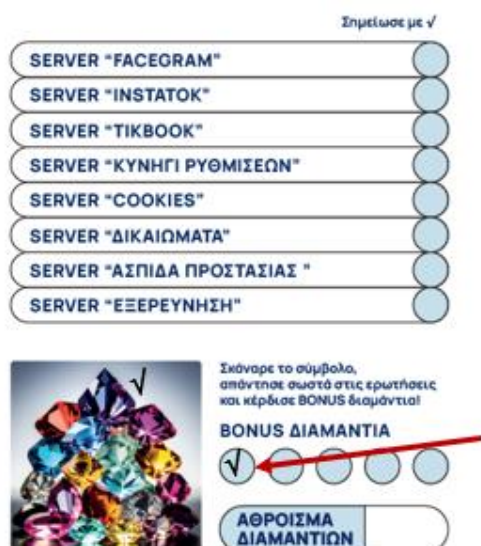 Σημείωσε με √
SERVER "FACEGRAM"
SERVER "INSTATOK"
SERVER "TIKBOOK"
SERVER "ΚΥΝΗΓΙ ΡΥΘΜΙΣΕΩΝ"
SERVER "COOKIES"
SERVER "ΔΙΚΑΙΩΜΑΤΑ"
SERVER "ΑΣΠΙΔΑ ΠΡΟΣΤΑΣΙΑΣ "
SERVER "ΕΞΕΡΕΥΝΗΣΗ"
√
Σκάναρε το σύμβολο,
απάντησε σωστά στις ερωτήσεις
και κέρδισε BONUS διαμάντια!
BONUS ΔΙΑΜΑΝΤΙΑ
√
ΑΘΡΟΙΣΜΑ
ΔΙΑΜΑΝΤΙΩΝ